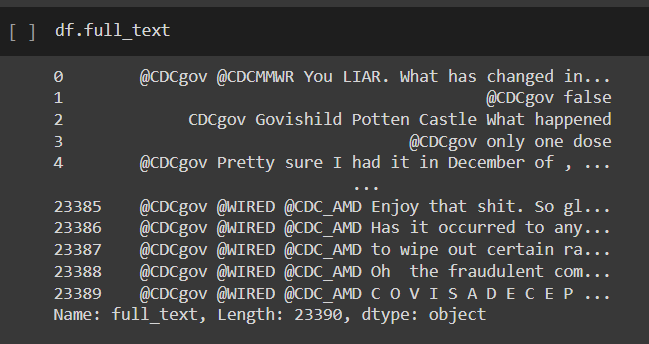 [ ] df.full_text
0 @CDCgov @CDCMMWR You LIAR. What has changed in...
1 @CDCgov false
2 CDCgov Govishild Potten Castle What happened
3 @CDCgov only one dose
4 @CDCgov Pretty sure I had it in December of , ...
...
23385 @CDCgov @WIRED @CDC_AMD Enjoy that shit. So gl...
23386 @CDCgov @WIRED @CDC_AMD Has it occurred to any...
23387 @CDCgov @WIRED @CDC_AMD to wipe out certain ra...
23388 @CDCgov @WIRED @CDC_AMD Oh  the fraudulent com...
23389 @CDCgov @WIRED @CDC_AMD C O V I S A D E C E P ...
Name: full_text, Length: 23390, dtype: object